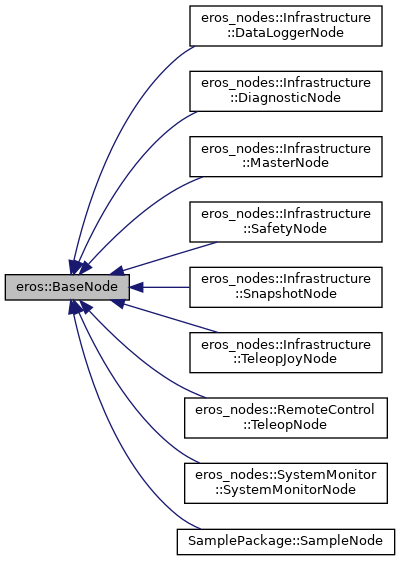 eros_nodes::Infrastructure
::DataLoggerNode
eros_nodes::Infrastructure
::DiagnosticNode
eros_nodes::Infrastructure
::MasterNode
eros_nodes::Infrastructure
::SafetyNode
eros::BaseNode
eros_nodes::Infrastructure
::SnapshotNode
eros_nodes::Infrastructure
::TeleopJoyNode
eros_nodes::RemoteControl
::TeleopNode
eros_nodes::SystemMonitor
::SystemMonitorNode
SamplePackage::SampleNode